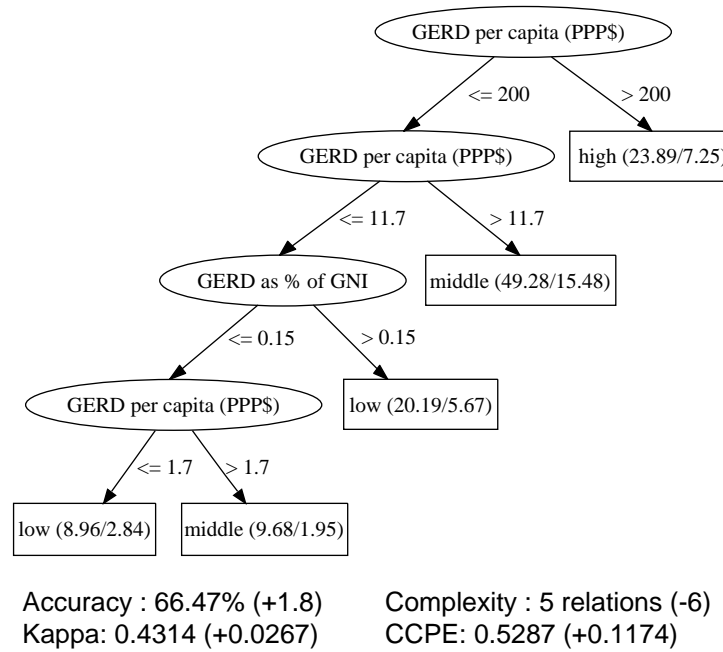 GERD per capita (PPP$)
<= 200
> 200
GERD per capita (PPP$)
high (23.89/7.25)
<= 11.7
> 11.7
GERD as % of GNI
middle (49.28/15.48)
<= 0.15
> 0.15
GERD per capita (PPP$)
low (20.19/5.67)
<= 1.7
> 1.7
low (8.96/2.84)
middle (9.68/1.95)
Accuracy : 66.47% (+1.8)
Complexity : 5 relations (-6)
Kappa: 0.4314 (+0.0267)
CCPE: 0.5287 (+0.1174)